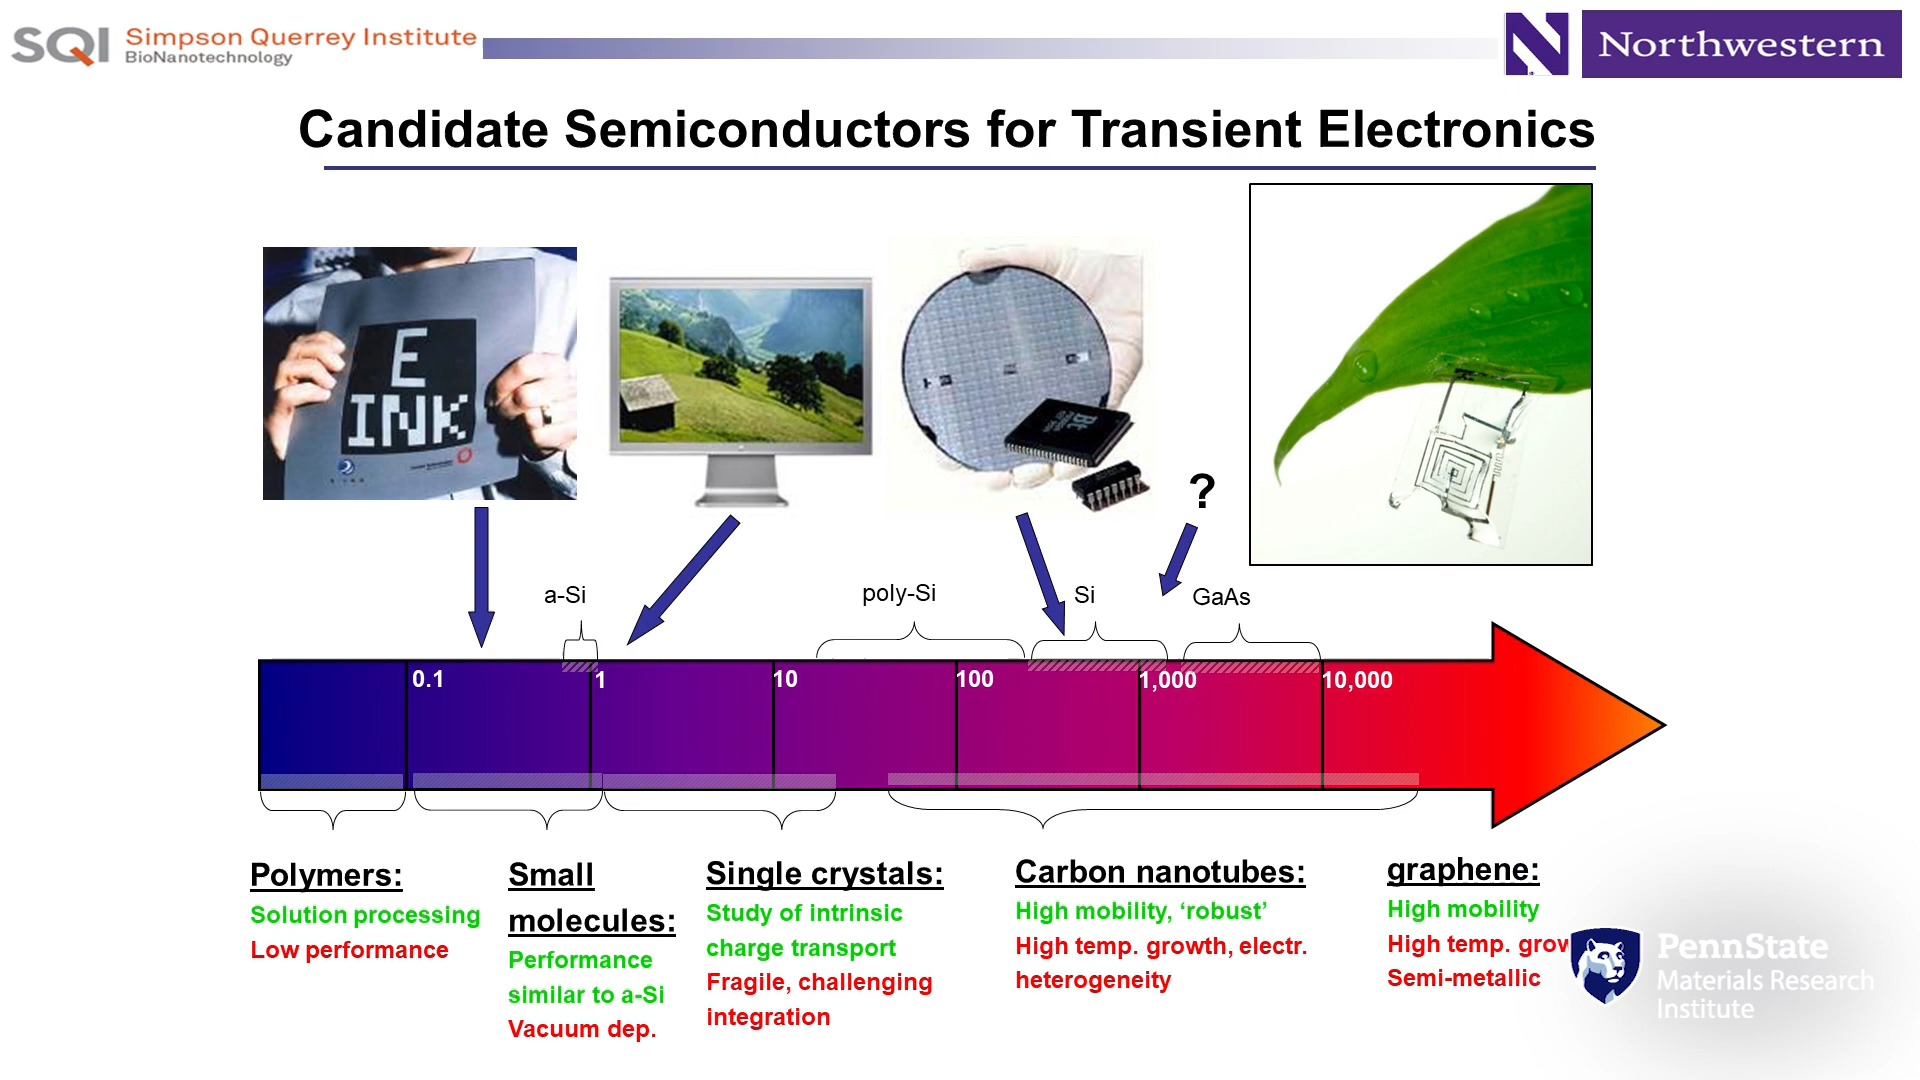 SQI Simpson Querrey Institute
BioNanotechnology
N Northwestern
Candidate Semiconductors for Transient Electronics
E
INK
Bt
?
a-Si
poly-Si
Si
GaAs
0.1
1
10
100
1,000
10,000
Polymers:
Solution processing
Low performance
Small
molecules:
Performance
similar to a-Si
Vacuum dep.
Single crystals:
Study of intrinsic
charge transport
Fragile, challenging
integration
Carbon nanotubes:
High mobility, ‘robust’
High temp. growth, electr.
heterogeneity
graphene:
High mobility
High temp. grow
Semi-metallic
PennState
Materials Research
Institute